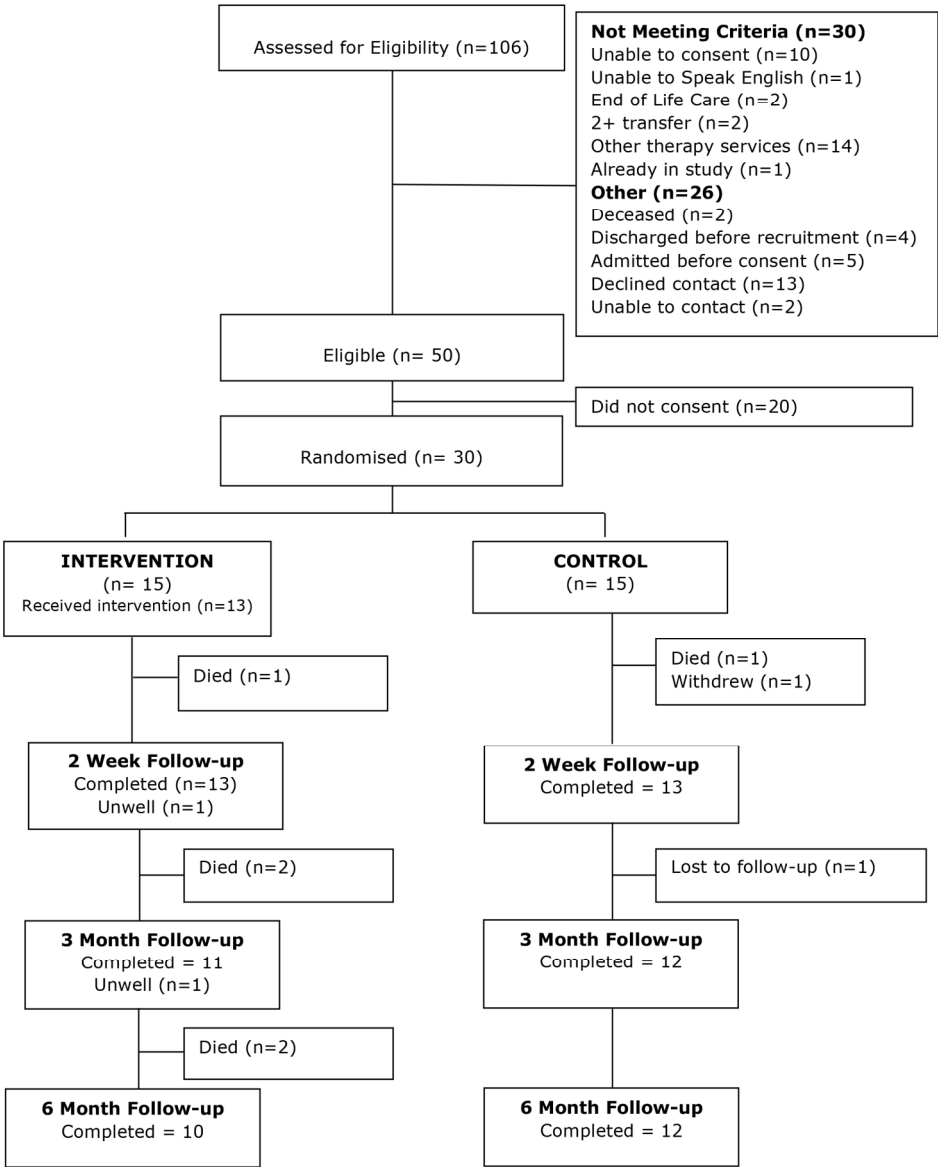 Assessed for Eligibility (n=106)
Not Meeting Criteria (n=30)
Unable to consent (n=10)
Unable to Speak English (n=1)
End of Life Care (n=2)
2+ transfer (n=2)
Other therapy services (n=14)
Already in study (n=1)
Other (n=26)
Deceased (n=2)
Discharged before recruitment (n=4)
Admitted before consent (n=5)
Declined contact (n=13)
Unable to contact (n=2)
Eligible (n= 50)
Did not consent (n=20)
Randomised (n= 30)
INTERVENTION
(n= 15)
Received intervention (n=13)
CONTROL
(n= 15)
Died (n=1)
Died (n=1)
Withdrew (n=1)
2 Week Follow-up
Completed (n=13)
Unwell (n=1)
2 Week Follow-up
Completed = 13
Died (n=2)
Lost to follow-up (n=1)
3 Month Follow-up
Completed = 11
Unwell (n=1)
3 Month Follow-up
Completed = 12
Died (n=2)
6 Month Follow-up
Completed = 10
6 Month Follow-up
Completed = 12